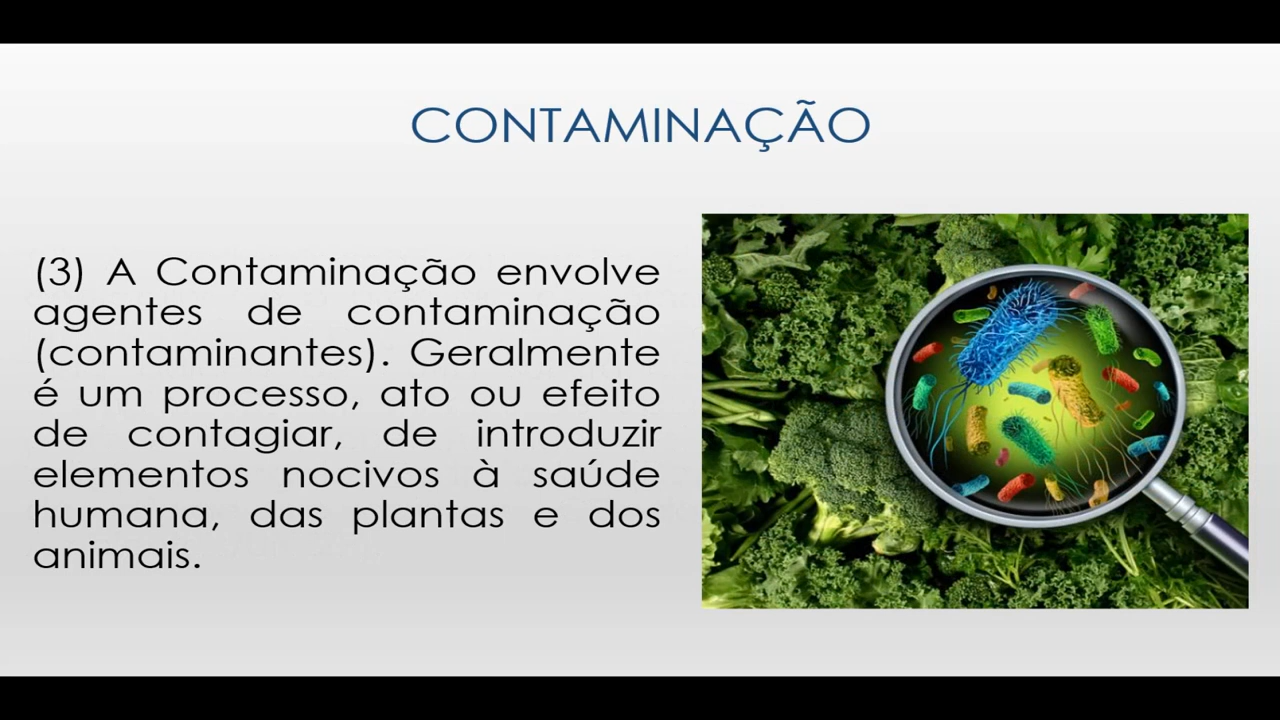 CONTAMINAÇÃO
(3) A Contaminação envolve
agentes de contaminação
(contaminantes). Geralmente
é um processo, ato ou efeito
de contagiar, de introduzir
elementos nocivos à saúde
humana, das plantas e dos
animais.